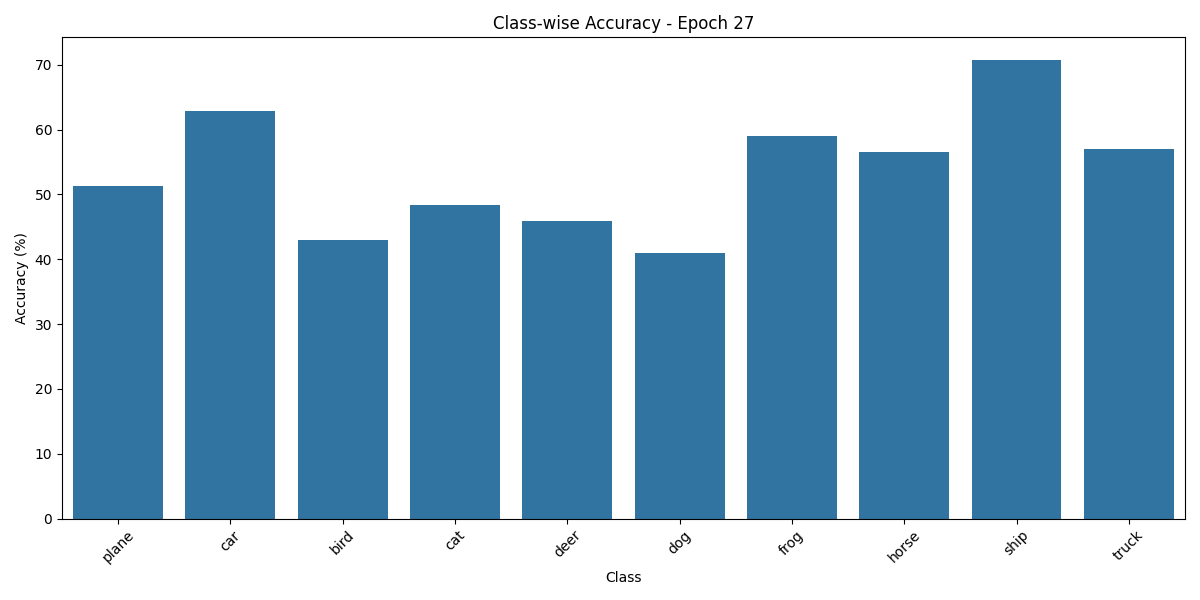 Class-wise Accuracy - Epoch 27
Accuracy (%)
70
60
50
40
30
20
10
0
plane
car
bird
cat
deer
dog
frog
horse
ship
truck
Class